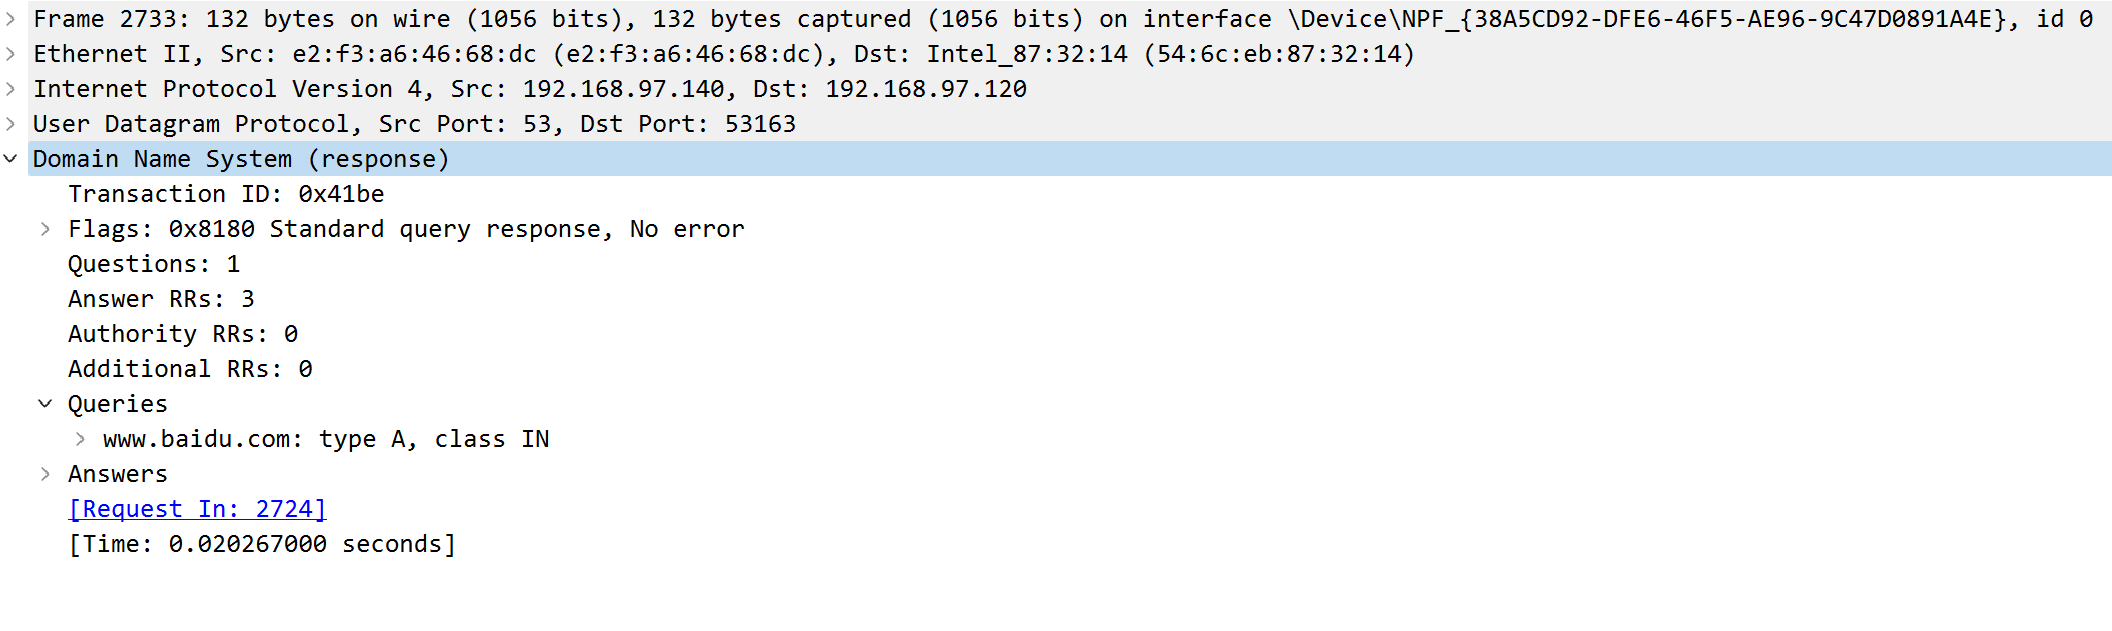 Frame 2733: 132 bytes on wire (1056 bits), 132 bytes captured (1056 bits) on interface \Device\NPF_{38A5CD92-DFE6-46F5-AE96-9C47D0891A4E}, id 0
Ethernet II, Src: e2:f3:a6:46:68:dc (e2:f3:a6:46:68:dc), Dst: Intel_87:32:14 (54:6c:eb:87:32:14)
Internet Protocol Version 4, Src: 192.168.97.140, Dst: 192.168.97.120
User Datagram Protocol, Src Port: 53, Dst Port: 53163
Domain Name System (response)
Transaction ID: 0x41be
Flags: 0x8180 Standard query response, No error
Questions: 1
Answer RRs: 3
Authority RRs: 0
Additional RRs: 0
Queries
www.baidu.com: type A, class IN
Answers
[Request In: 2724]
[Time: 0.020267000 seconds]